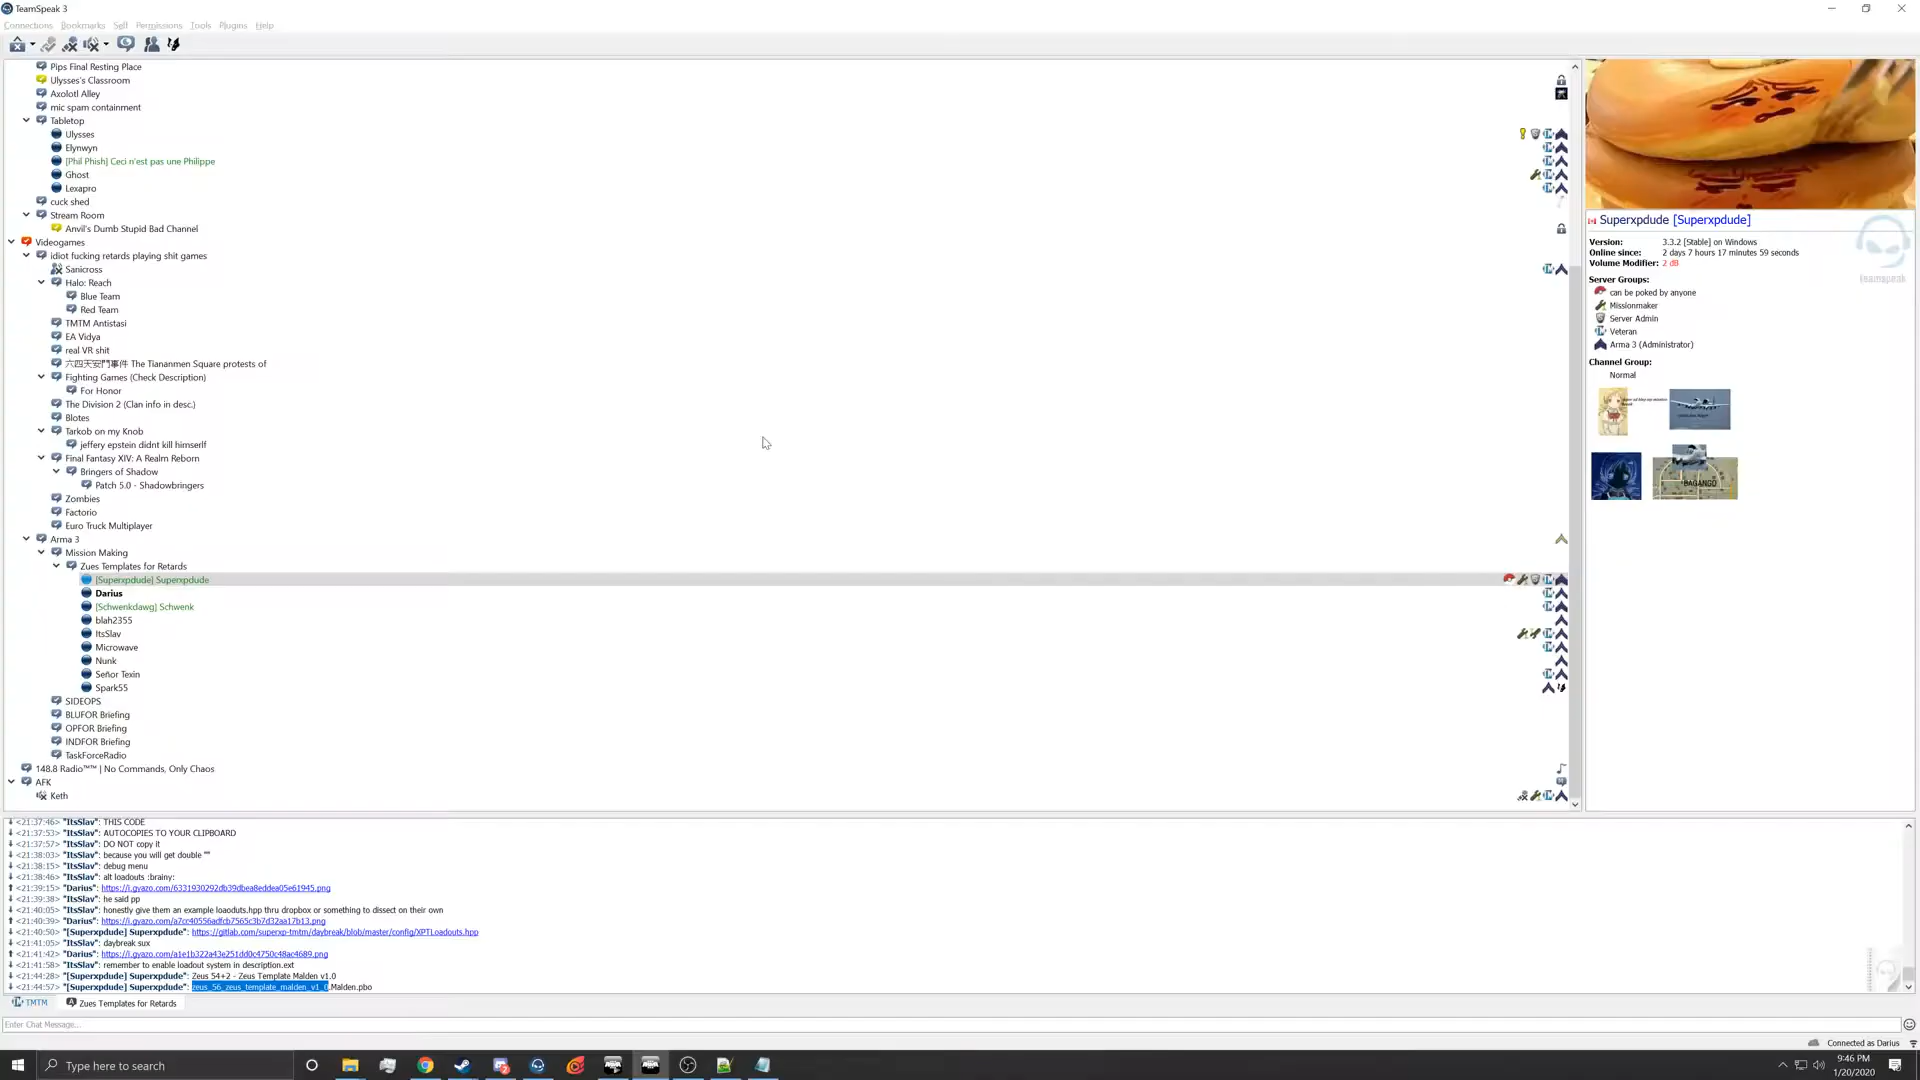 TeamSpeak 3
Connections Bookmarks Self Permissions Tools Plugins Help
Pips Final Resting Place
Ulysses's Classroom
Axolotl Alley
mic spam containment
Tabletop
Ulysses
Elynwyn
[Phil Phish] Ceci n'est pas une Philippe
Ghost
Lexapro
cuck shed
Stream Room
Anvil's Dumb Stupid Bad Channel
Videogames
idiot fucking retards playing shit games
Sanicross
Halo: Reach
Blue Team
Red Team
TMTM Antistasi
EA Vidya
real VR shit
六四天安門事件 The Tiananmen Square protests of
Fighting Games (Check Description)
For Honor
The Division 2 (Clan info in desc.)
Blotes
Tarkob on my Knob
jeffery epstein didnt kill himserlf
Final Fantasy XIV: A Realm Reborn
Bringers of Shadow
Patch 5.0 - Shadowbringers
Zombies
Factorio
Euro Truck Multiplayer
Arma 3
Mission Making
Zues Templates for Retards
[Superxpdude] Superxpdude
Darius
[Schwenkdawg] Schwenk
blah2355
ItsSlav
Microwave
Nunk
Señor Texin
Spark55
SIDEOPS
BLUFOR Briefing
OPFOR Briefing
INDFOR Briefing
TaskForceRadio
148.8 Radio™™ | No Commands, Only Chaos
AFK
Keth
Superxpdude [Superxpdude]
Version: 3.3.2 [Stable] on Windows
Online since: 2 days 7 hours 17 minutes 59 seconds
Volume Modifier: 2 dB
teamspeak
Server Groups:
can be poked by anyone
Missionmaker
Server Admin
Veteran
Arma 3 (Administrator)
Channel Group:
Normal
BAGANGO
<21:37:46> "ItsSlav": THIS CODE
<21:37:53> "ItsSlav": AUTOCOPIES TO YOUR CLIPBOARD
<21:37:57> "ItsSlav": DO NOT copy it
<21:38:03> "ItsSlav": because you will get double ""
<21:38:15> "ItsSlav": debug menu
<21:38:46> "ItsSlav": alt loadouts :brainy:
<21:39:15> "Darius": https://i.gyazo.com/6331930292db39dbea8eddea05e61945.png
<21:39:38> "ItsSlav": he said pp
<21:40:05> "ItsSlav": honestly give them an example loaoduts.hpp thru dropbox or something to dissect on their own
<21:40:39> "Darius": https://i.gyazo.com/a7cc40556adfcb7565c3b7d32aa17b13.png
<21:40:50> "[Superxpdude] Superxpdude": https://gitlab.com/superxp-tmtm/daybreak/blob/master/config/XPTLoadouts.hpp
<21:41:05> "ItsSlav": daybreak sux
<21:41:42> "Darius": https://i.gyazo.com/a1e1b322a43e251dd0c4750c48ac4689.png
<21:41:58> "ItsSlav": remember to enable loadout system in description.ext
<21:44:28> "[Superxpdude] Superxpdude": Zeus 54+2 - Zeus Template Malden v1.0
<21:44:57> "[Superxpdude] Superxpdude": zeus_56_zeus_template_malden_v1_0.Malden.pbo
TMTM Zues Templates for Retards
Enter Chat Message...
Connected as Darius
Type here to search
9:46 PM
1/20/2020